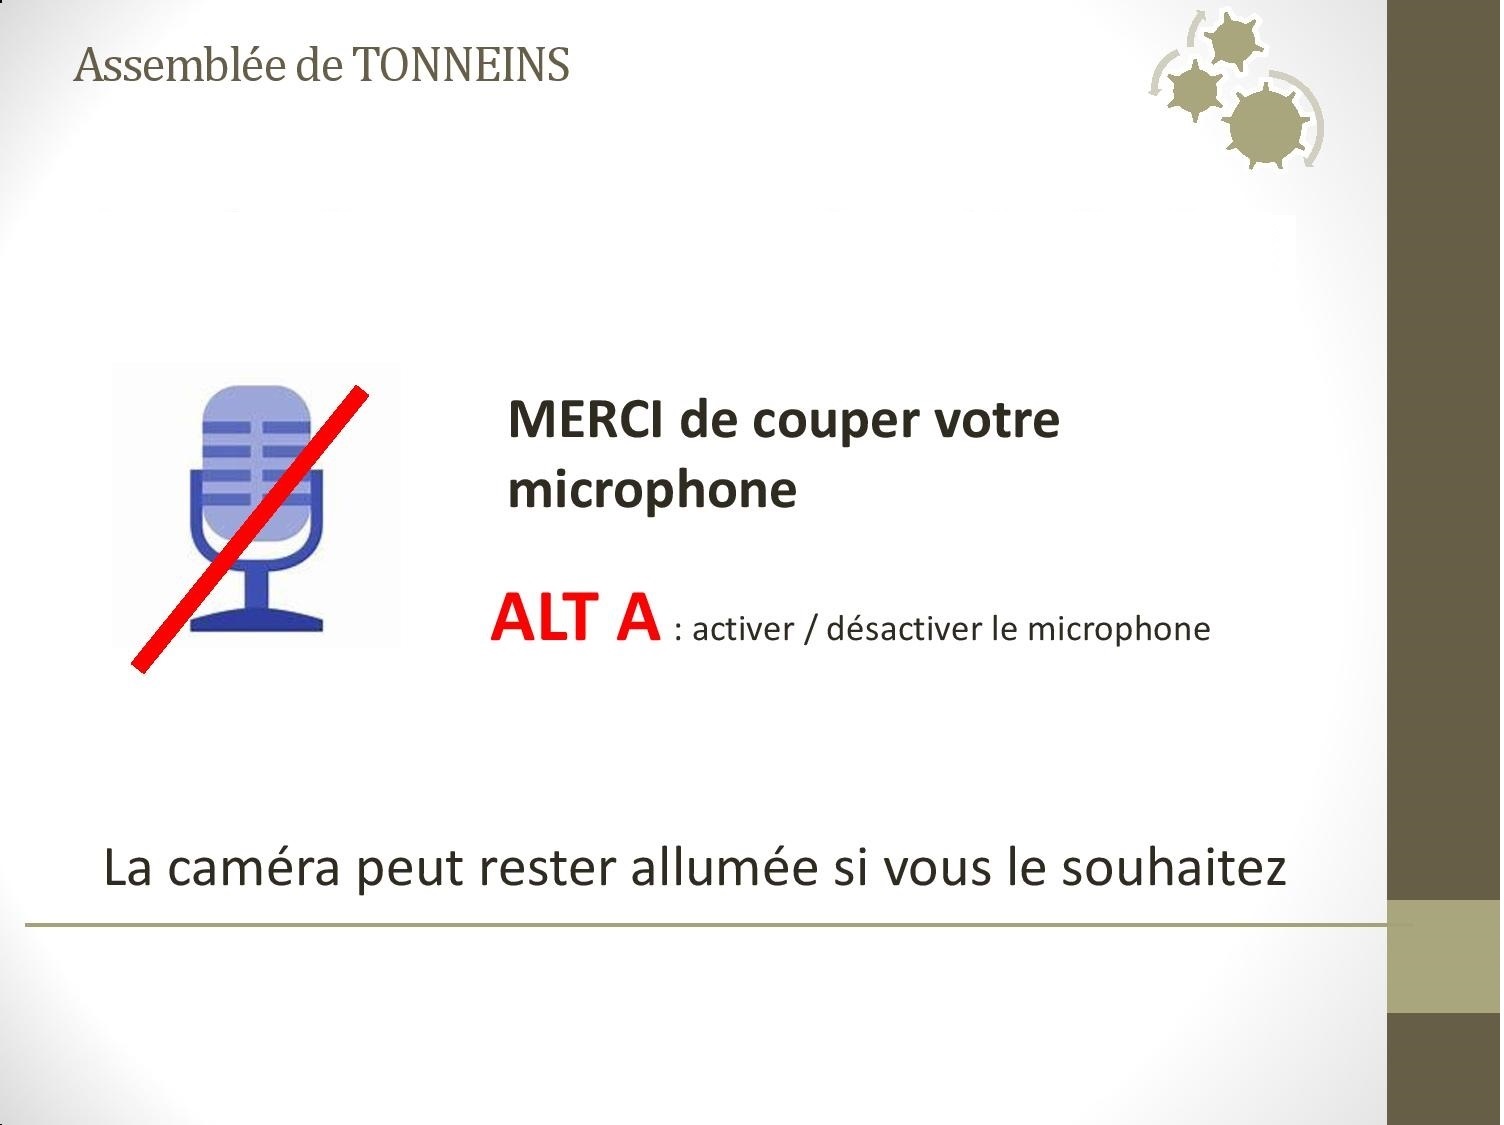 Assemblée de TONNEINS
MERCI de couper votre
microphone
ALT A : activer / désactiver le microphone
La caméra peut rester allumée si vous le souhaitez